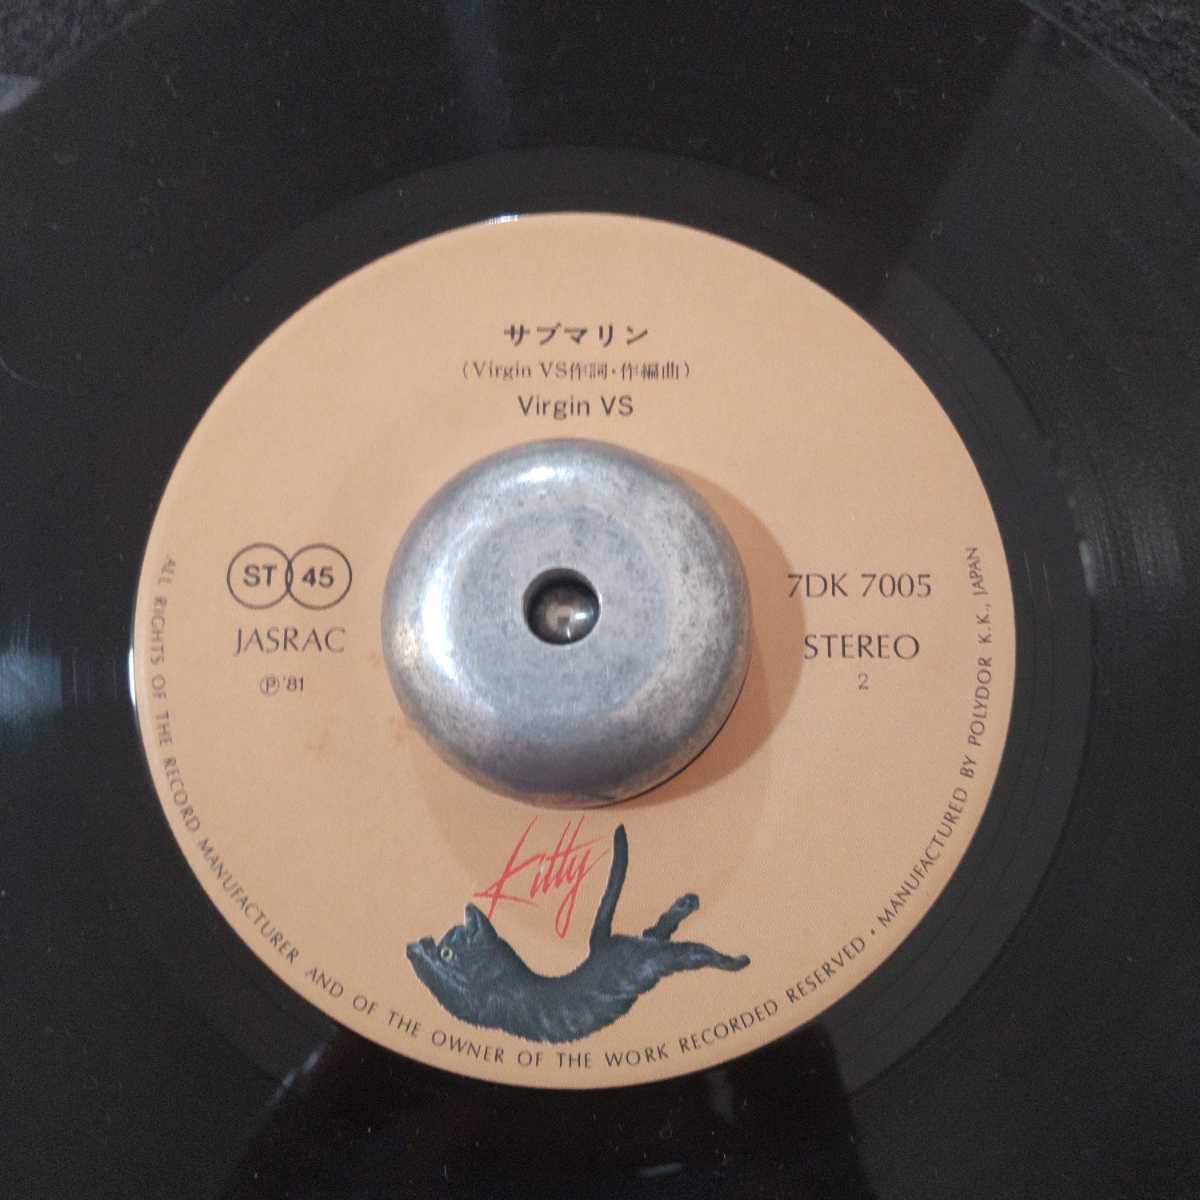 サブマリン
(Virgin VS作詞・作編曲)
Virgin VS
ST 45
JASRAC
Ⓟ'81
7DK 7005
STEREO
2
Kitty
ALL RIGHTS OF THE RECORD MANUFACTURER AND OF THE OWNER OF THE WORK RECORDED RESERVED • MANUFACTURED BY POLYDOR K.K., JAPAN